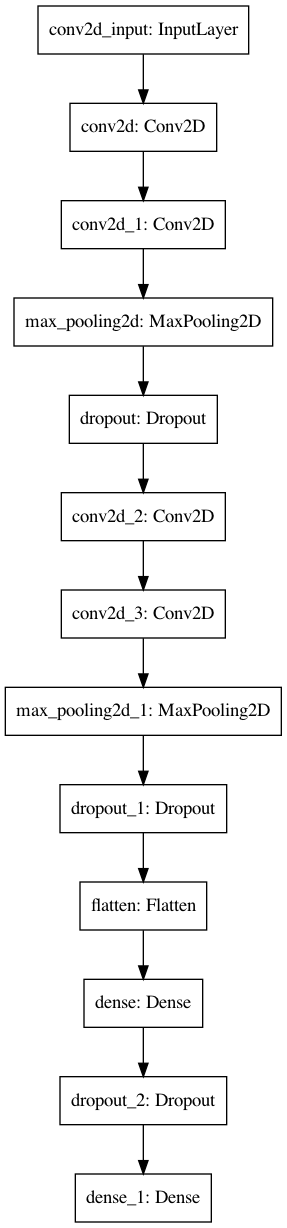 conv2d_input: InputLayer
conv2d: Conv2D
conv2d_1: Conv2D
max_pooling2d: MaxPooling2D
dropout: Dropout
conv2d_2: Conv2D
conv2d_3: Conv2D
max_pooling2d_1: MaxPooling2D
dropout_1: Dropout
flatten: Flatten
dense: Dense
dropout_2: Dropout
dense_1: Dense